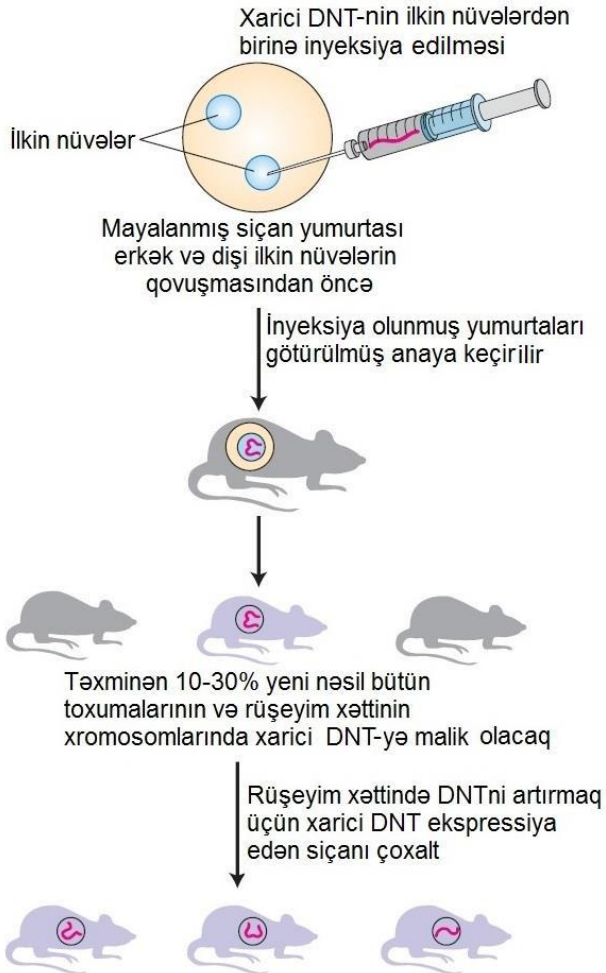 Xarici DNT-nin ilkin nüvələrdən
birinə inyeksiya edilməsi
İlkin nüvələr
Mayalanmış siçan yumurtası
erkək və dişi ilkin nüvələrin
qovuşmasından öncə
İnyeksiya olunmuş yumurtaları
götürülmüş anaya keçirilir
Təxminən 10-30% yeni nəsil bütün
toxumalarının və rüşeyim xəttinin
xromosomlarında xarici DNT-yə malik olacaq
Rüşeyim xəttində DNTni artırmaq
üçün xarici DNT ekspressiya
edən siçanı çoxalt